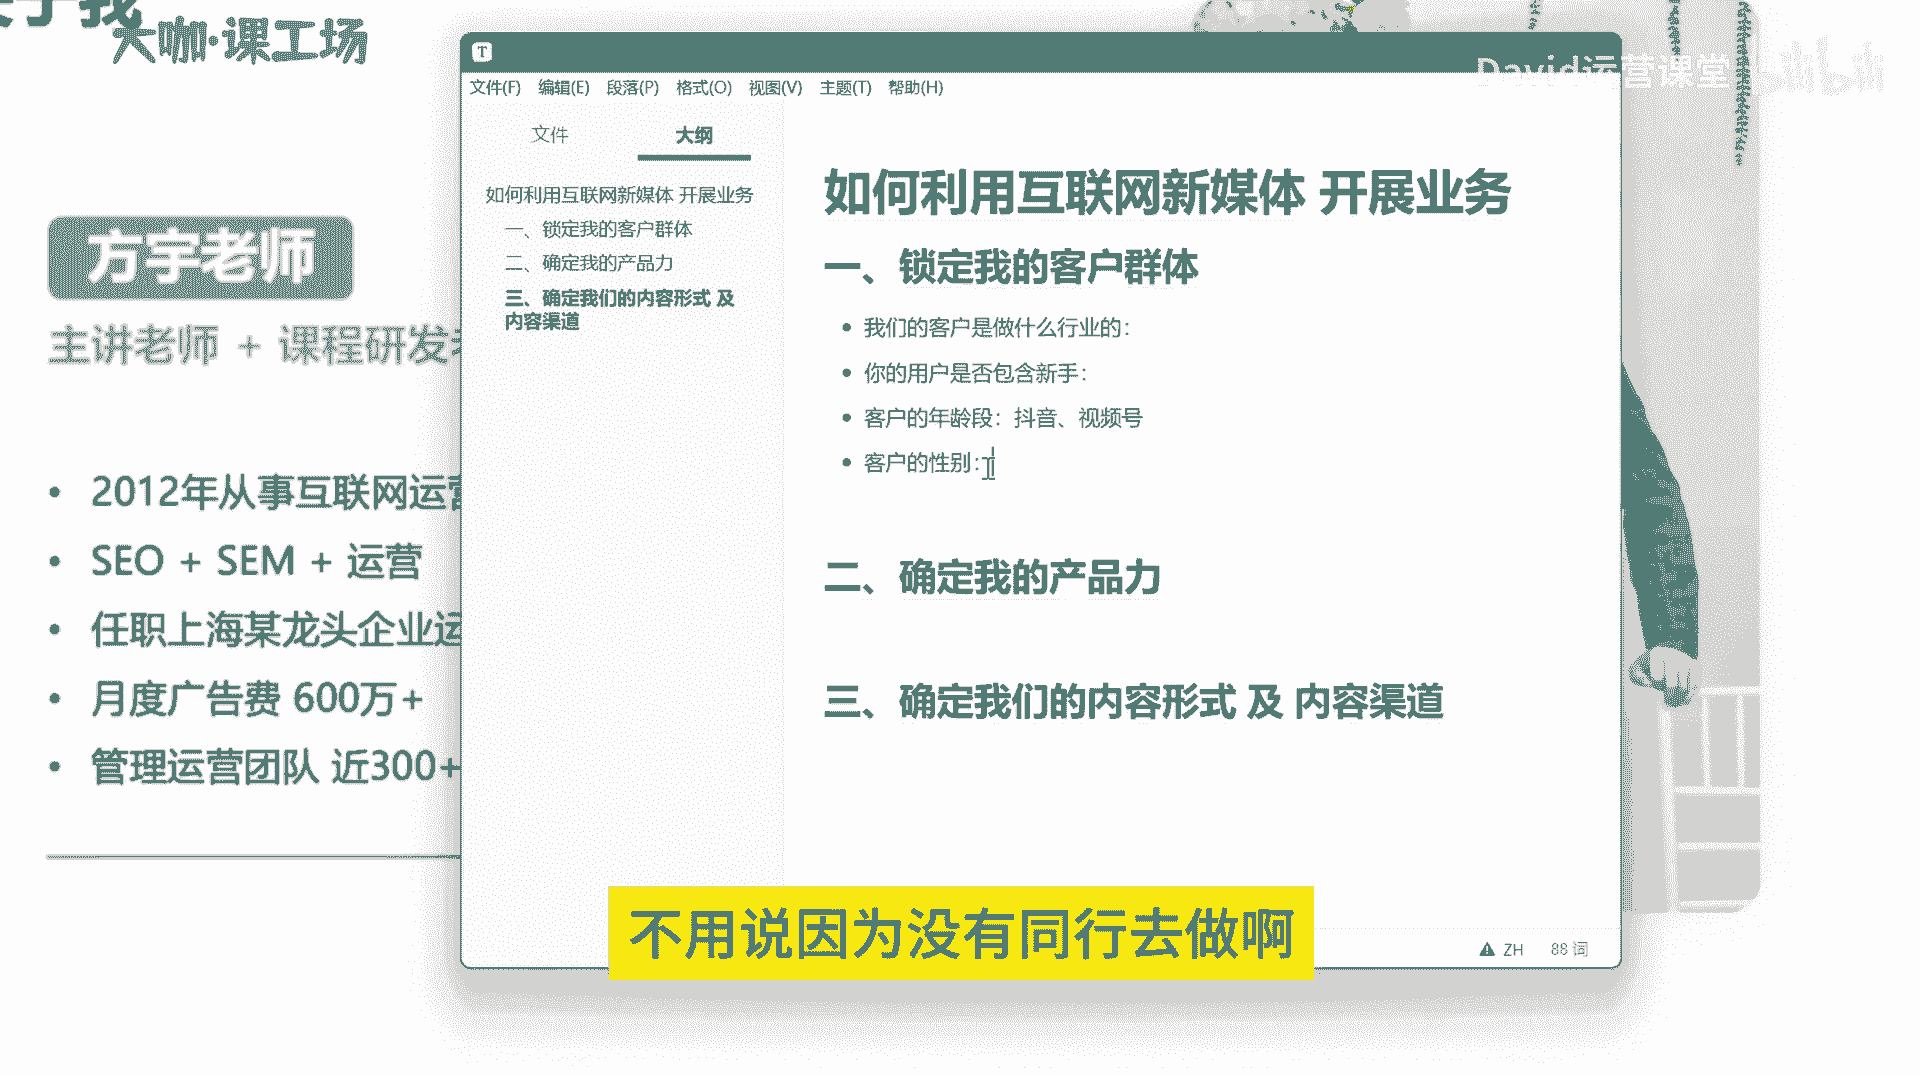 大咖·课工场
方宇老师
主讲老师 + 课程研发
2012年从事互联网运营
SEO + SEM + 运营
任职上海某龙头企业运
月度广告费 600万+
管理运营团队 近300+
T
文件(F) 编辑(E) 段落(P) 格式(O) 视图(V) 主题(T) 帮助(H)
文件 大纲
如何利用互联网新媒体 开展业务
一、锁定我的客户群体
二、确定我的产品力
三、确定我们的内容形式 及
内容渠道
如何利用互联网新媒体 开展业务
一、锁定我的客户群体
我们的客户是做什么行业的：
你的用户是否包含新手：
客户的年龄段：抖音、视频号
客户的性别：
二、确定我的产品力
三、确定我们的内容形式 及 内容渠道
ZH 88 词
David运营课堂 bilibili
不用说因为没有同行去做啊